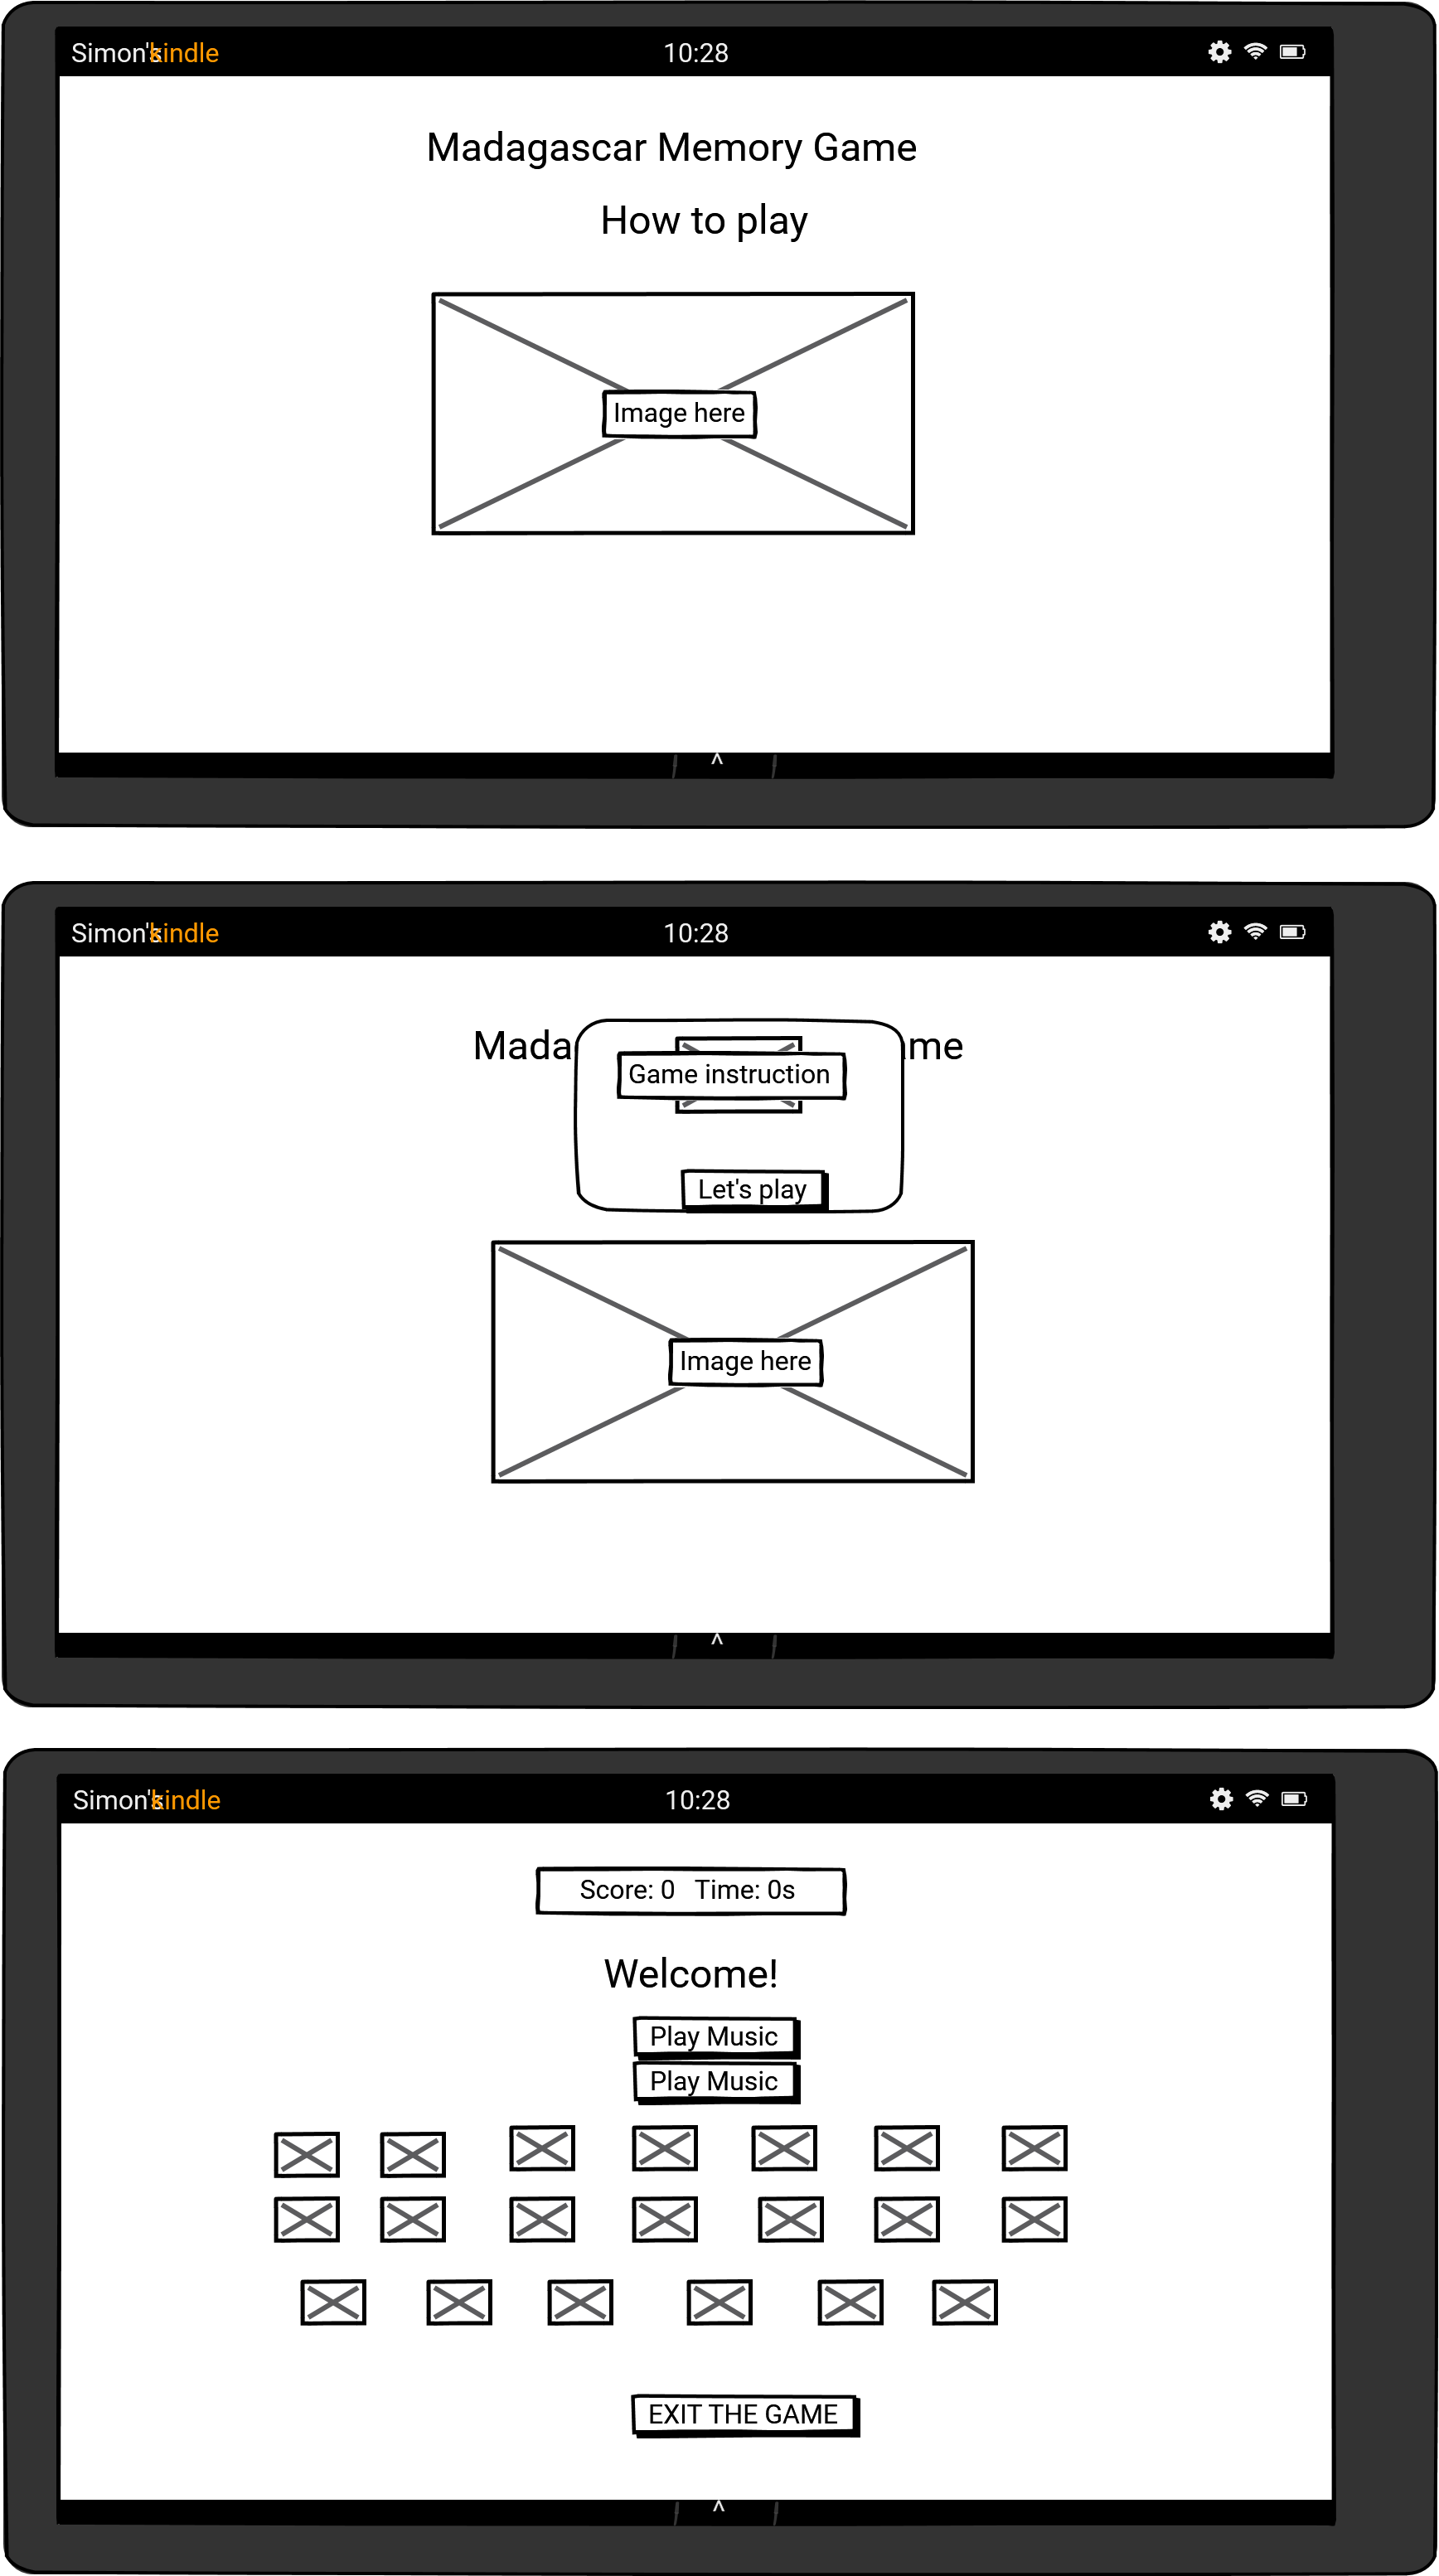 Simon's kindle 10:28
Madagascar Memory Game
How to play
Image here
^
Simon's kindle 10:28
Mada ame
Game instruction
Let's play
Image here
^
Simon's kindle 10:28
Score: 0 Time: 0s
Welcome!
Play Music
Play Music
EXIT THE GAME
^